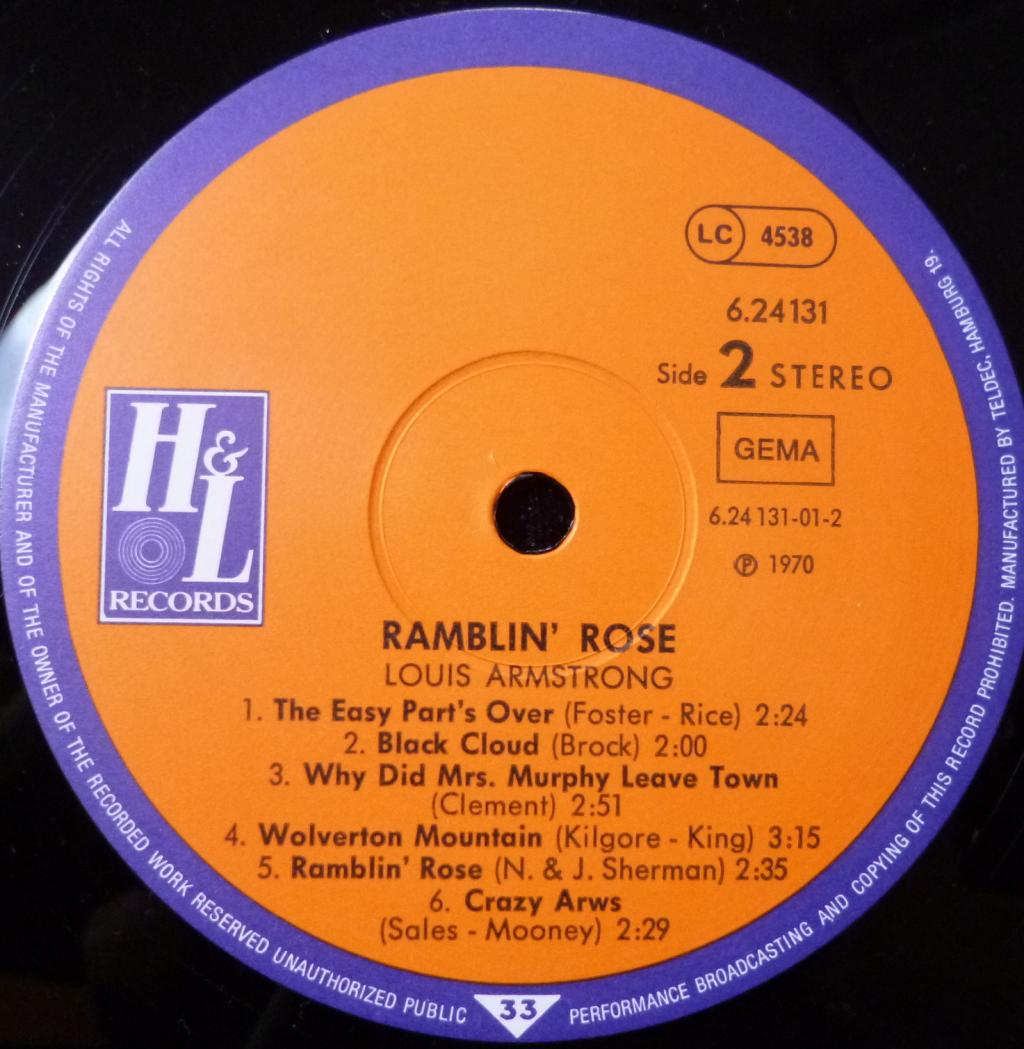 LC 4538
6.24131
Side 2 STEREO
GEMA
6.24 131-01-2
℗ 1970
H&L
RECORDS
RAMBLIN' ROSE
LOUIS ARMSTRONG
1. The Easy Part's Over (Foster - Rice) 2:24
2. Black Cloud (Brock) 2:00
3. Why Did Mrs. Murphy Leave Town
(Clement) 2:51
4. Wolverton Mountain (Kilgore - King) 3:15
5. Ramblin' Rose (N. & J. Sherman) 2:35
6. Crazy Arws
(Sales - Mooney) 2:29
ALL RIGHTS OF THE MANUFACTURER AND OF THE OWNER OF THE RECORDED WORK RESERVED UNAUTHORIZED PUBLIC
33
PERFORMANCE BROADCASTING AND COPYING OF THIS RECORD PROHIBITED. MANUFACTURED BY TELDEC, HAMBURG 19.